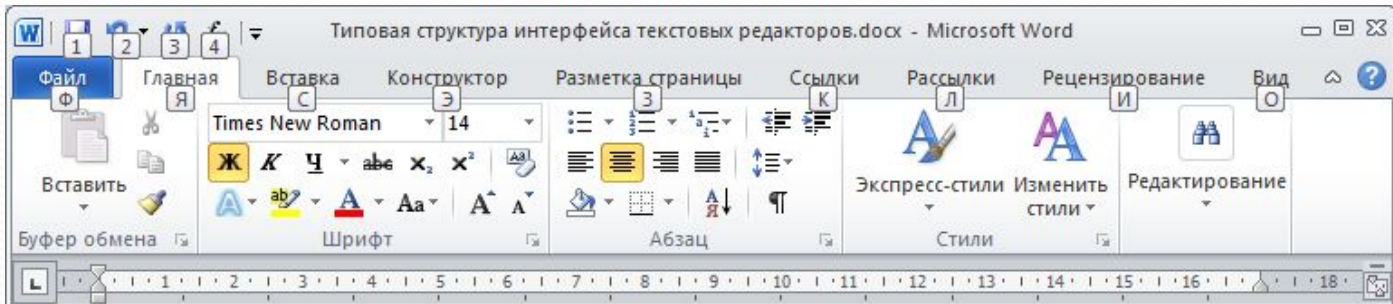 W Типовая структура интерфейса текстовых редакторов.docx - Microsoft Word
1 2 3 4
Файл Главная Вставка Конструктор Разметка страницы Ссылки Рассылки Рецензирование Вид ?
Ф Я С Э З К Л И О
Times New Roman 14
Ж К Ч abc x₂ x² Aa
Вставить
A ab A Aa A A А Я ¶
Экспресс-стили Изменить стили Редактирование
Буфер обмена Шрифт Абзац Стили
L 1 2 3 4 5 6 7 8 9 10 11 12 13 14 15 16 18